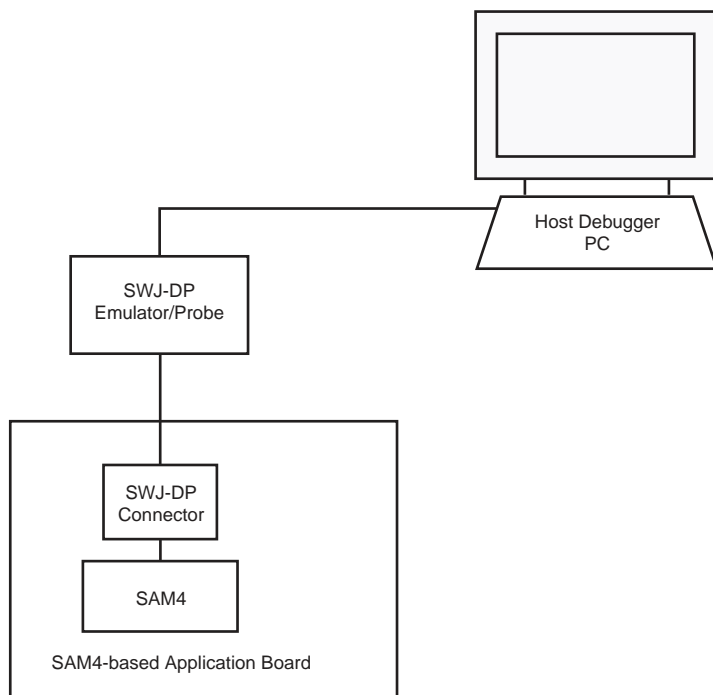 Host Debugger
PC
SWJ-DP
Emulator/Probe
SWJ-DP
Connector
SAM4
SAM4-based Application Board